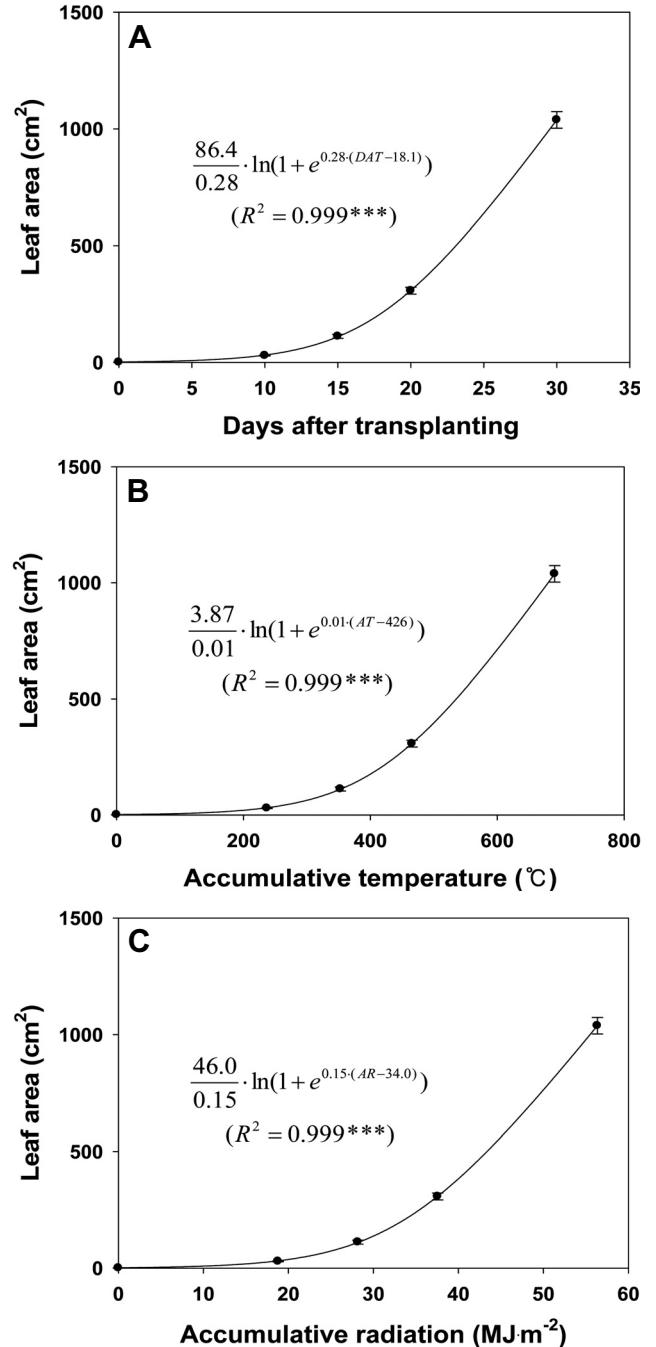 A
1500
1000
500
0
Leaf area (cm²)
86.4/0.28 · ln(1 + e^{0.28·(DAT−18.1)})
(R² = 0.999***)
0 5 10 15 20 25 30 35
Days after transplanting
B
1500
1000
500
0
Leaf area (cm²)
3.87/0.01 · ln(1 + e^{0.01·(AT−426)})
(R² = 0.999***)
0 200 400 600 800
Accumulative temperature (℃)
C
1500
1000
500
0
Leaf area (cm²)
46.0/0.15 · ln(1 + e^{0.15·(AR−34.0)})
(R² = 0.999***)
0 10 20 30 40 50 60
Accumulative radiation (MJ·m⁻²)